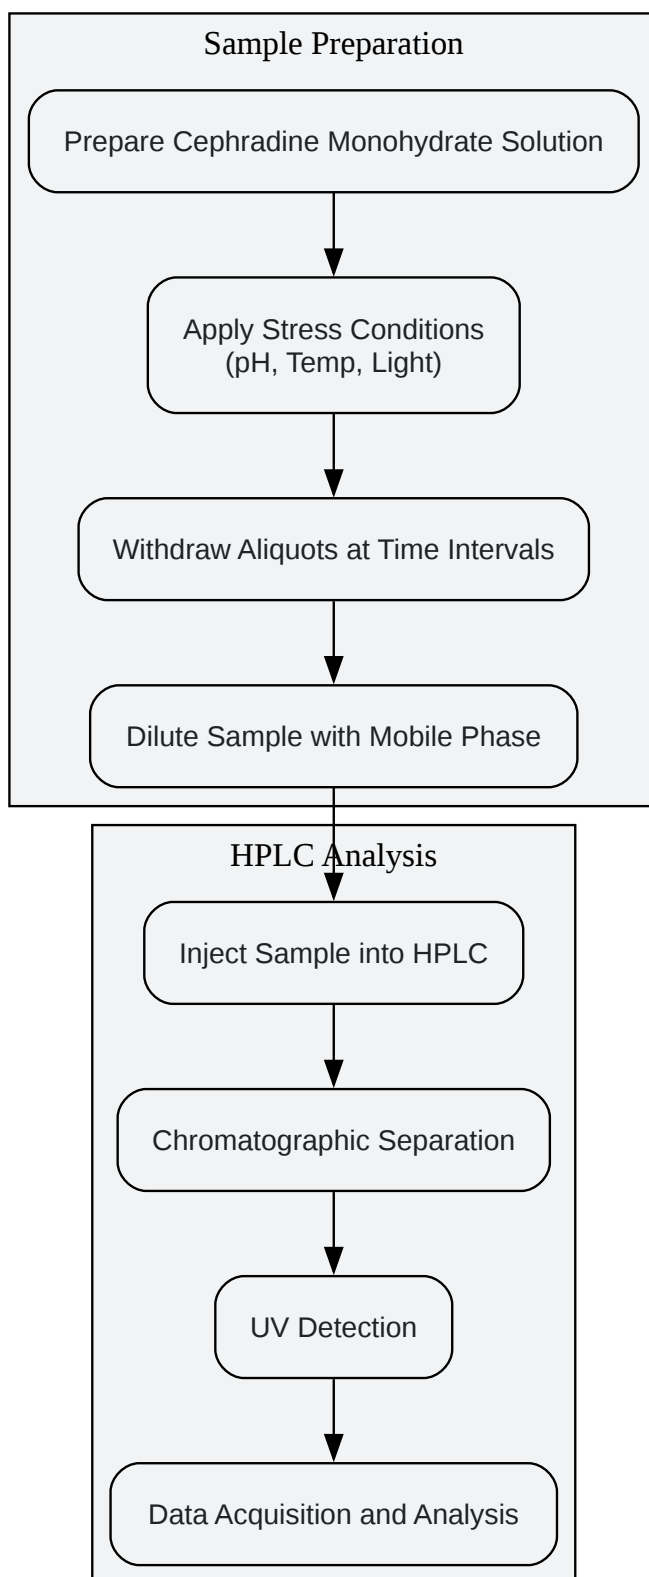 Sample Preparation
Prepare Cephradine Monohydrate Solution
Apply Stress Conditions
(pH, Temp, Light)
Withdraw Aliquots at Time Intervals
Dilute Sample with Mobile Phase
HPLC Analysis
Inject Sample into HPLC
Chromatographic Separation
UV Detection
Data Acquisition and Analysis